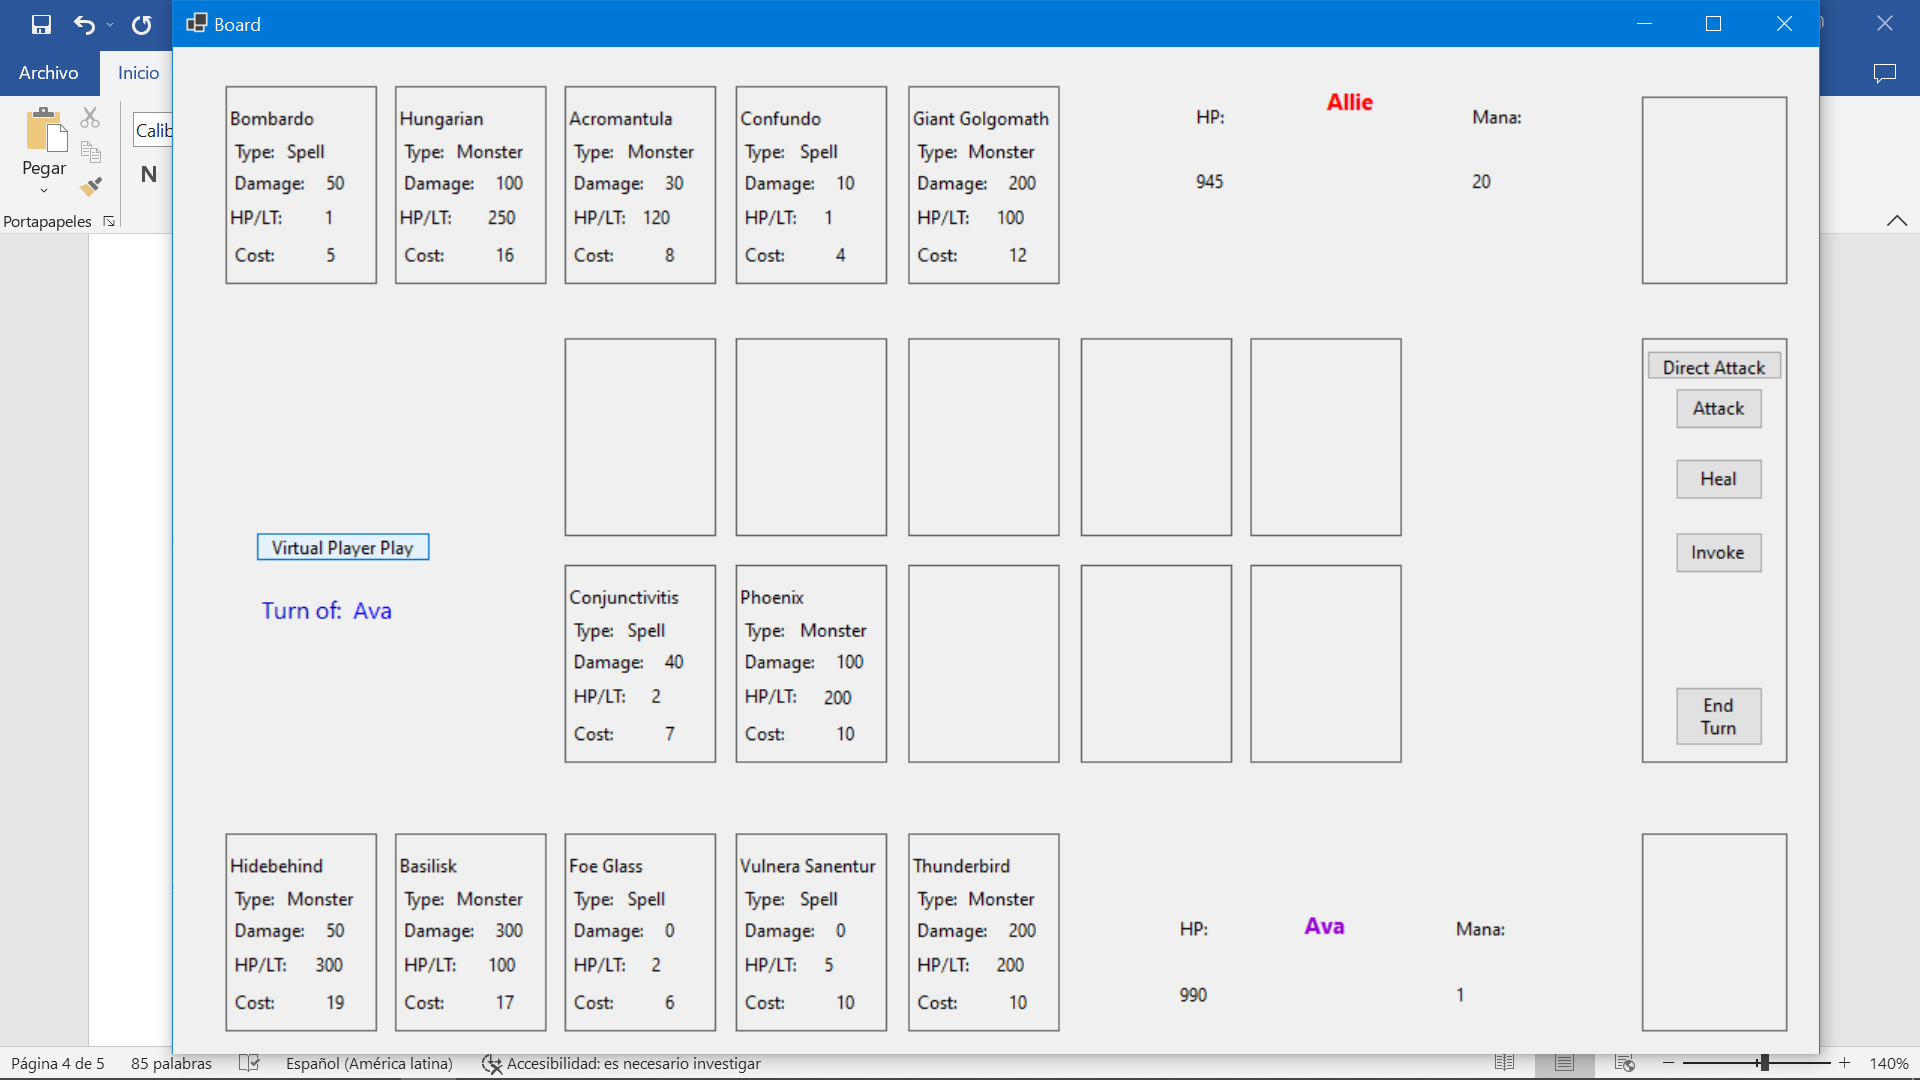 Board
Archivo
Inicio
Calib
Pegar
N
Portapapeles
Bombardo
Type: Spell
Damage: 50
HP/LT: 1
Cost: 5
Hungarian
Type: Monster
Damage: 100
HP/LT: 250
Cost: 16
Acromantula
Type: Monster
Damage: 30
HP/LT: 120
Cost: 8
Confundo
Type: Spell
Damage: 10
HP/LT: 1
Cost: 4
Giant Golgomath
Type: Monster
Damage: 200
HP/LT: 100
Cost: 12
HP:
945
Allie
Mana:
20
Direct Attack
Attack
Heal
Invoke
End
Turn
Virtual Player Play
Turn of: Ava
Conjunctivitis
Type: Spell
Damage: 40
HP/LT: 2
Cost: 7
Phoenix
Type: Monster
Damage: 100
HP/LT: 200
Cost: 10
Hidebehind
Type: Monster
Damage: 50
HP/LT: 300
Cost: 19
Basilisk
Type: Monster
Damage: 300
HP/LT: 100
Cost: 17
Foe Glass
Type: Spell
Damage: 0
HP/LT: 2
Cost: 6
Vulnera Sanentur
Type: Spell
Damage: 0
HP/LT: 5
Cost: 10
Thunderbird
Type: Monster
Damage: 200
HP/LT: 200
Cost: 10
HP:
990
Ava
Mana:
1
Página 4 de 5 85 palabras Español (América latina) Accesibilidad: es necesario investigar 140%